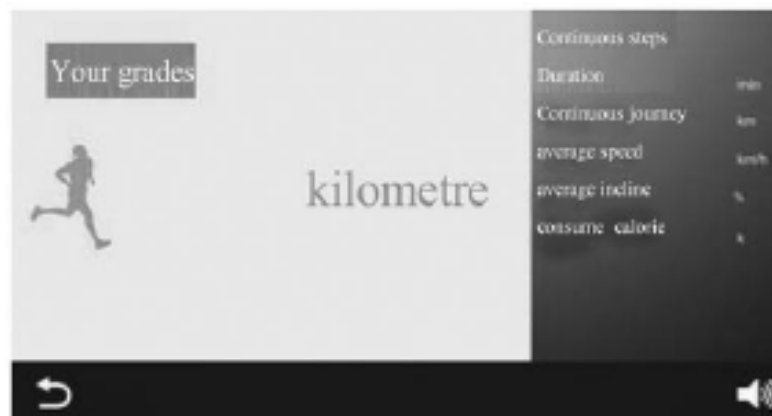 Your grades
kilometre
Continuous steps
Duration
min
Continuous journey
km
average speed
km/h
average incline
%
consume calorie
k